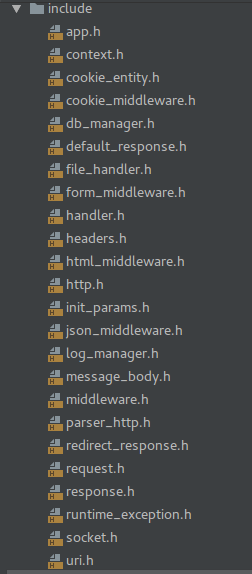 include
app.h
context.h
cookie_entity.h
cookie_middleware.h
db_manager.h
default_response.h
file_handler.h
form_middleware.h
handler.h
headers.h
html_middleware.h
http.h
init_params.h
json_middleware.h
log_manager.h
message_body.h
middleware.h
parser_http.h
redirect_response.h
request.h
response.h
runtime_exception.h
socket.h
uri.h